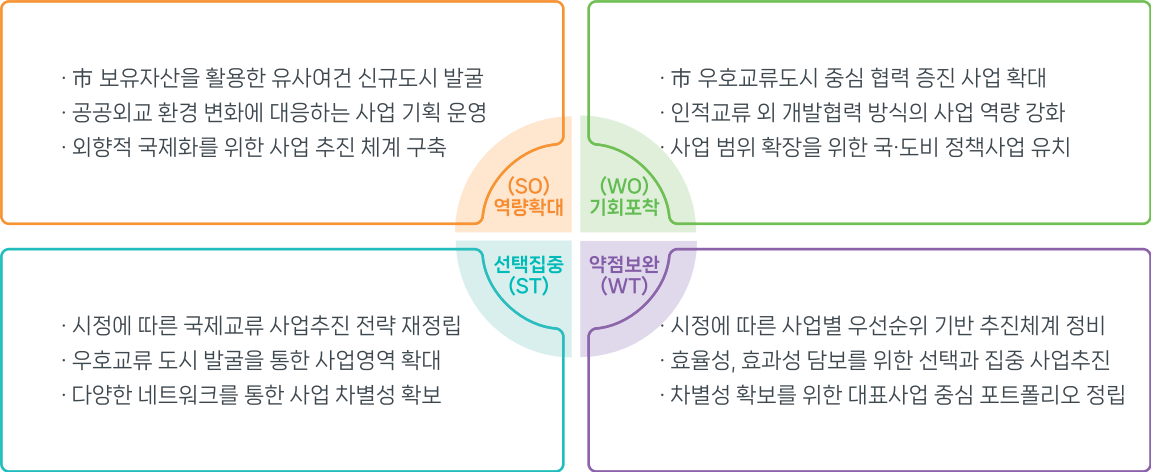 · 市 보유자산을 활용한 유사여건 신규도시 발굴
· 공공외교 환경 변화에 대응하는 사업 기획 운영
· 외향적 국제화를 위한 사업 추진 체계 구축
(SO)
역량확대
· 市 우호교류도시 중심 협력 증진 사업 확대
· 인적교류 외 개발협력 방식의 사업 역량 강화
· 사업 범위 확장을 위한 국·도비 정책사업 유치
(WO)
기회포착
선택집중
(ST)
· 시정에 따른 국제교류 사업추진 전략 재정립
· 우호교류 도시 발굴을 통한 사업영역 확대
· 다양한 네트워크를 통한 사업 차별성 확보
약점보완
(WT)
· 시정에 따른 사업별 우선순위 기반 추진체계 정비
· 효율성, 효과성 담보를 위한 선택과 집중 사업추진
· 차별성 확보를 위한 대표사업 중심 포트폴리오 정립